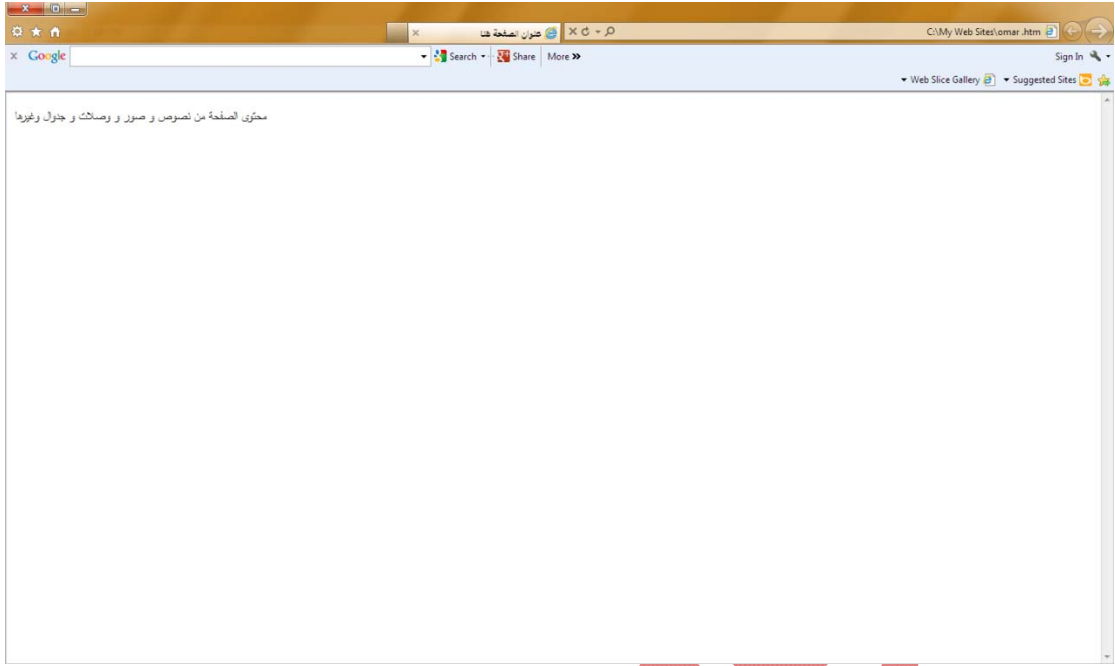 C:\My Web Sites\omar .htm
عنوان الصفحة هنا
Google
Search
Share
More »
Sign In
Suggested Sites
Web Slice Gallery
محتوى الصفحة من نصوص و صور و وصلات و جدول وغيرها